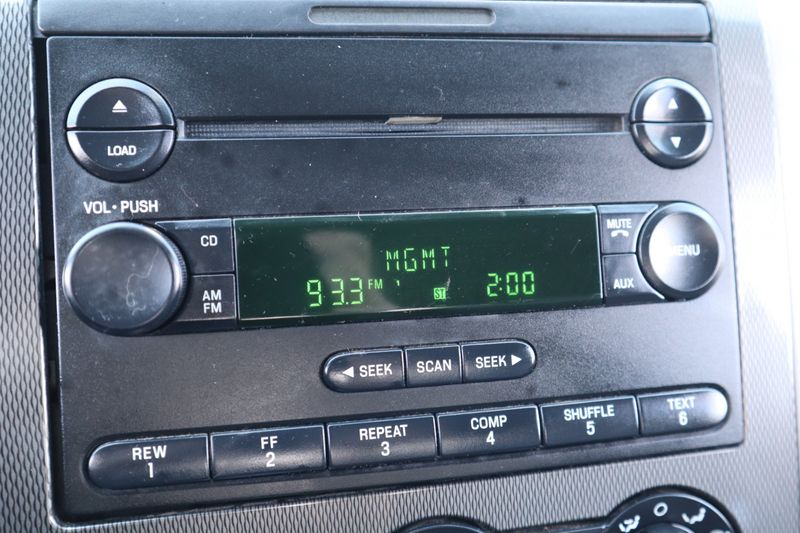 LOAD
VOL • PUSH
CD
AM
FM
MGMT
93.3 FM 1 ST 2:00
MUTE
AUX
MENU
◀ SEEK SCAN SEEK ▶
REW
1
FF
2
REPEAT
3
COMP
4
SHUFFLE
5
TEXT
6